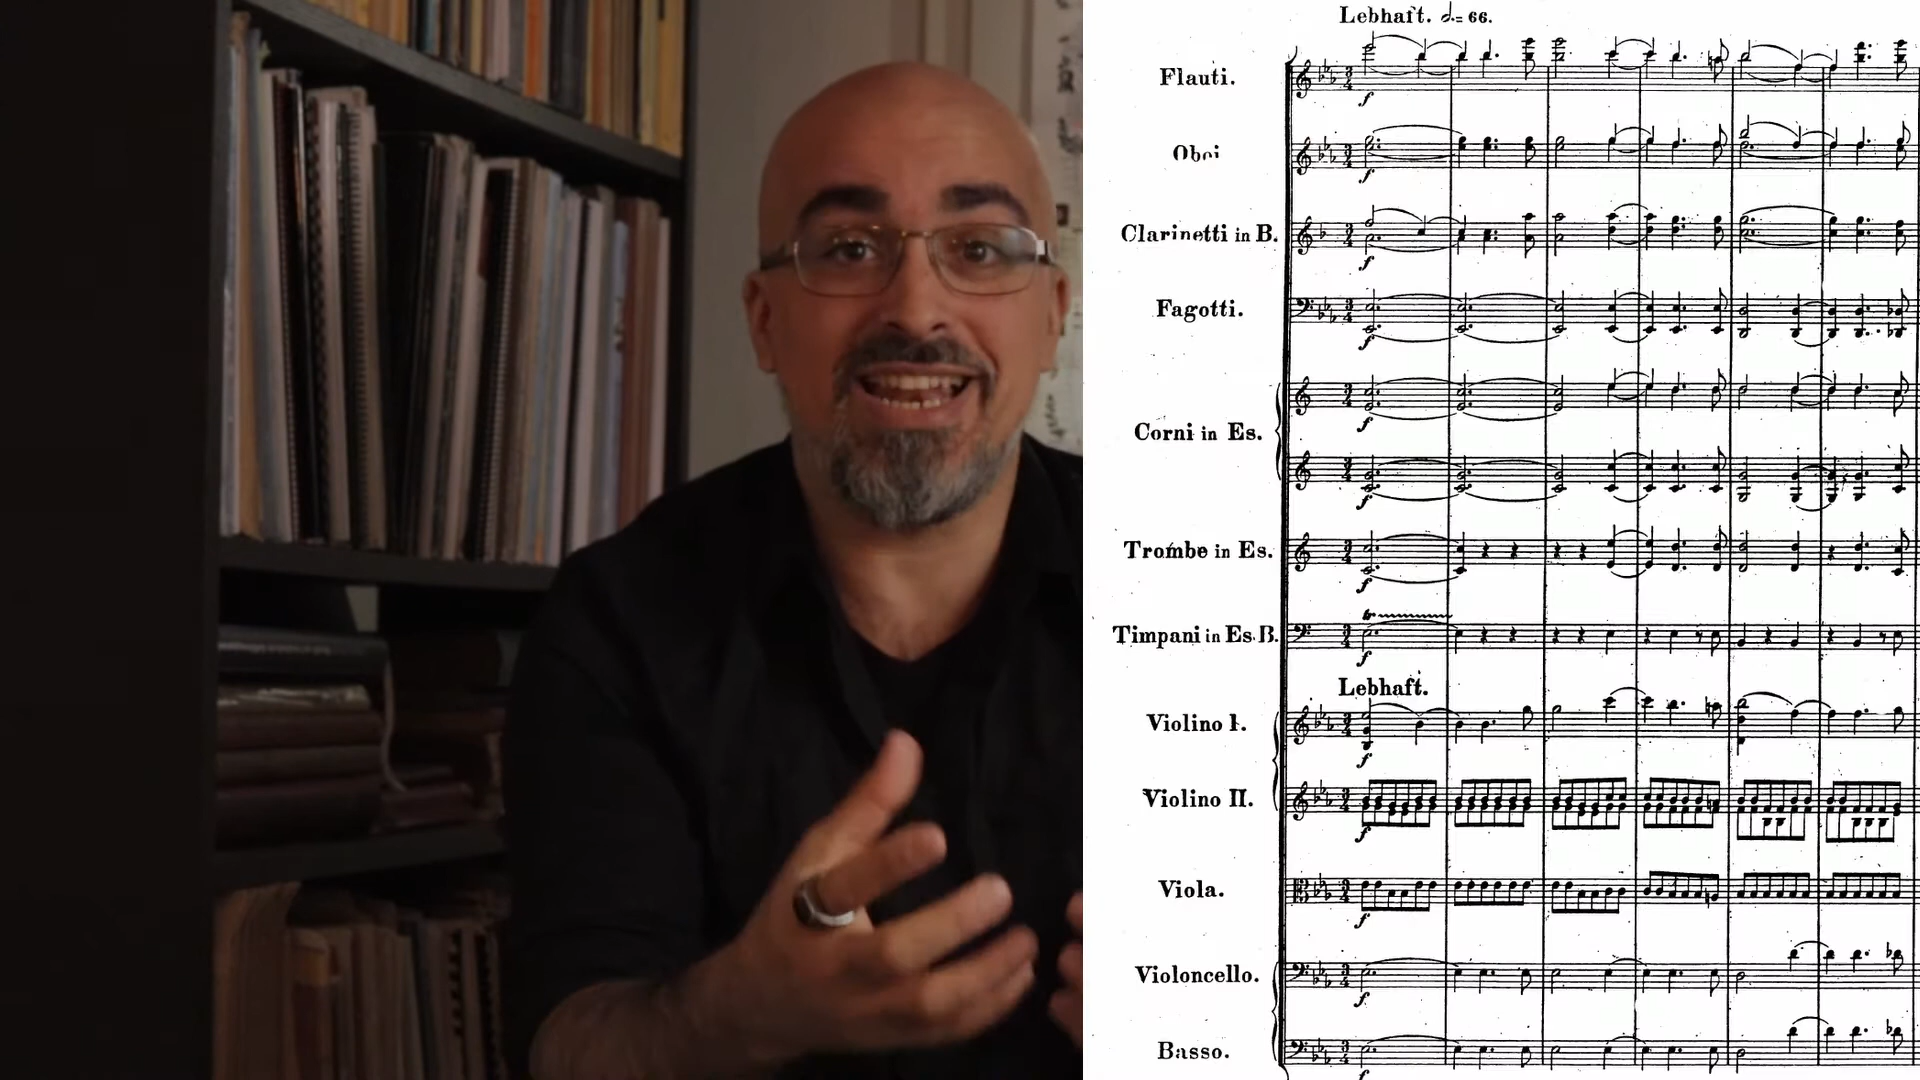 Lebhaft. 𝅗𝅥. = 66.
Flauti.
Oboi
Clarinetti in B.
Fagotti.
Corni in Es.
Trombe in Es.
Timpani in Es.B.
Lebhaft.
Violino I.
Violino II.
Viola.
Violoncello.
Basso.